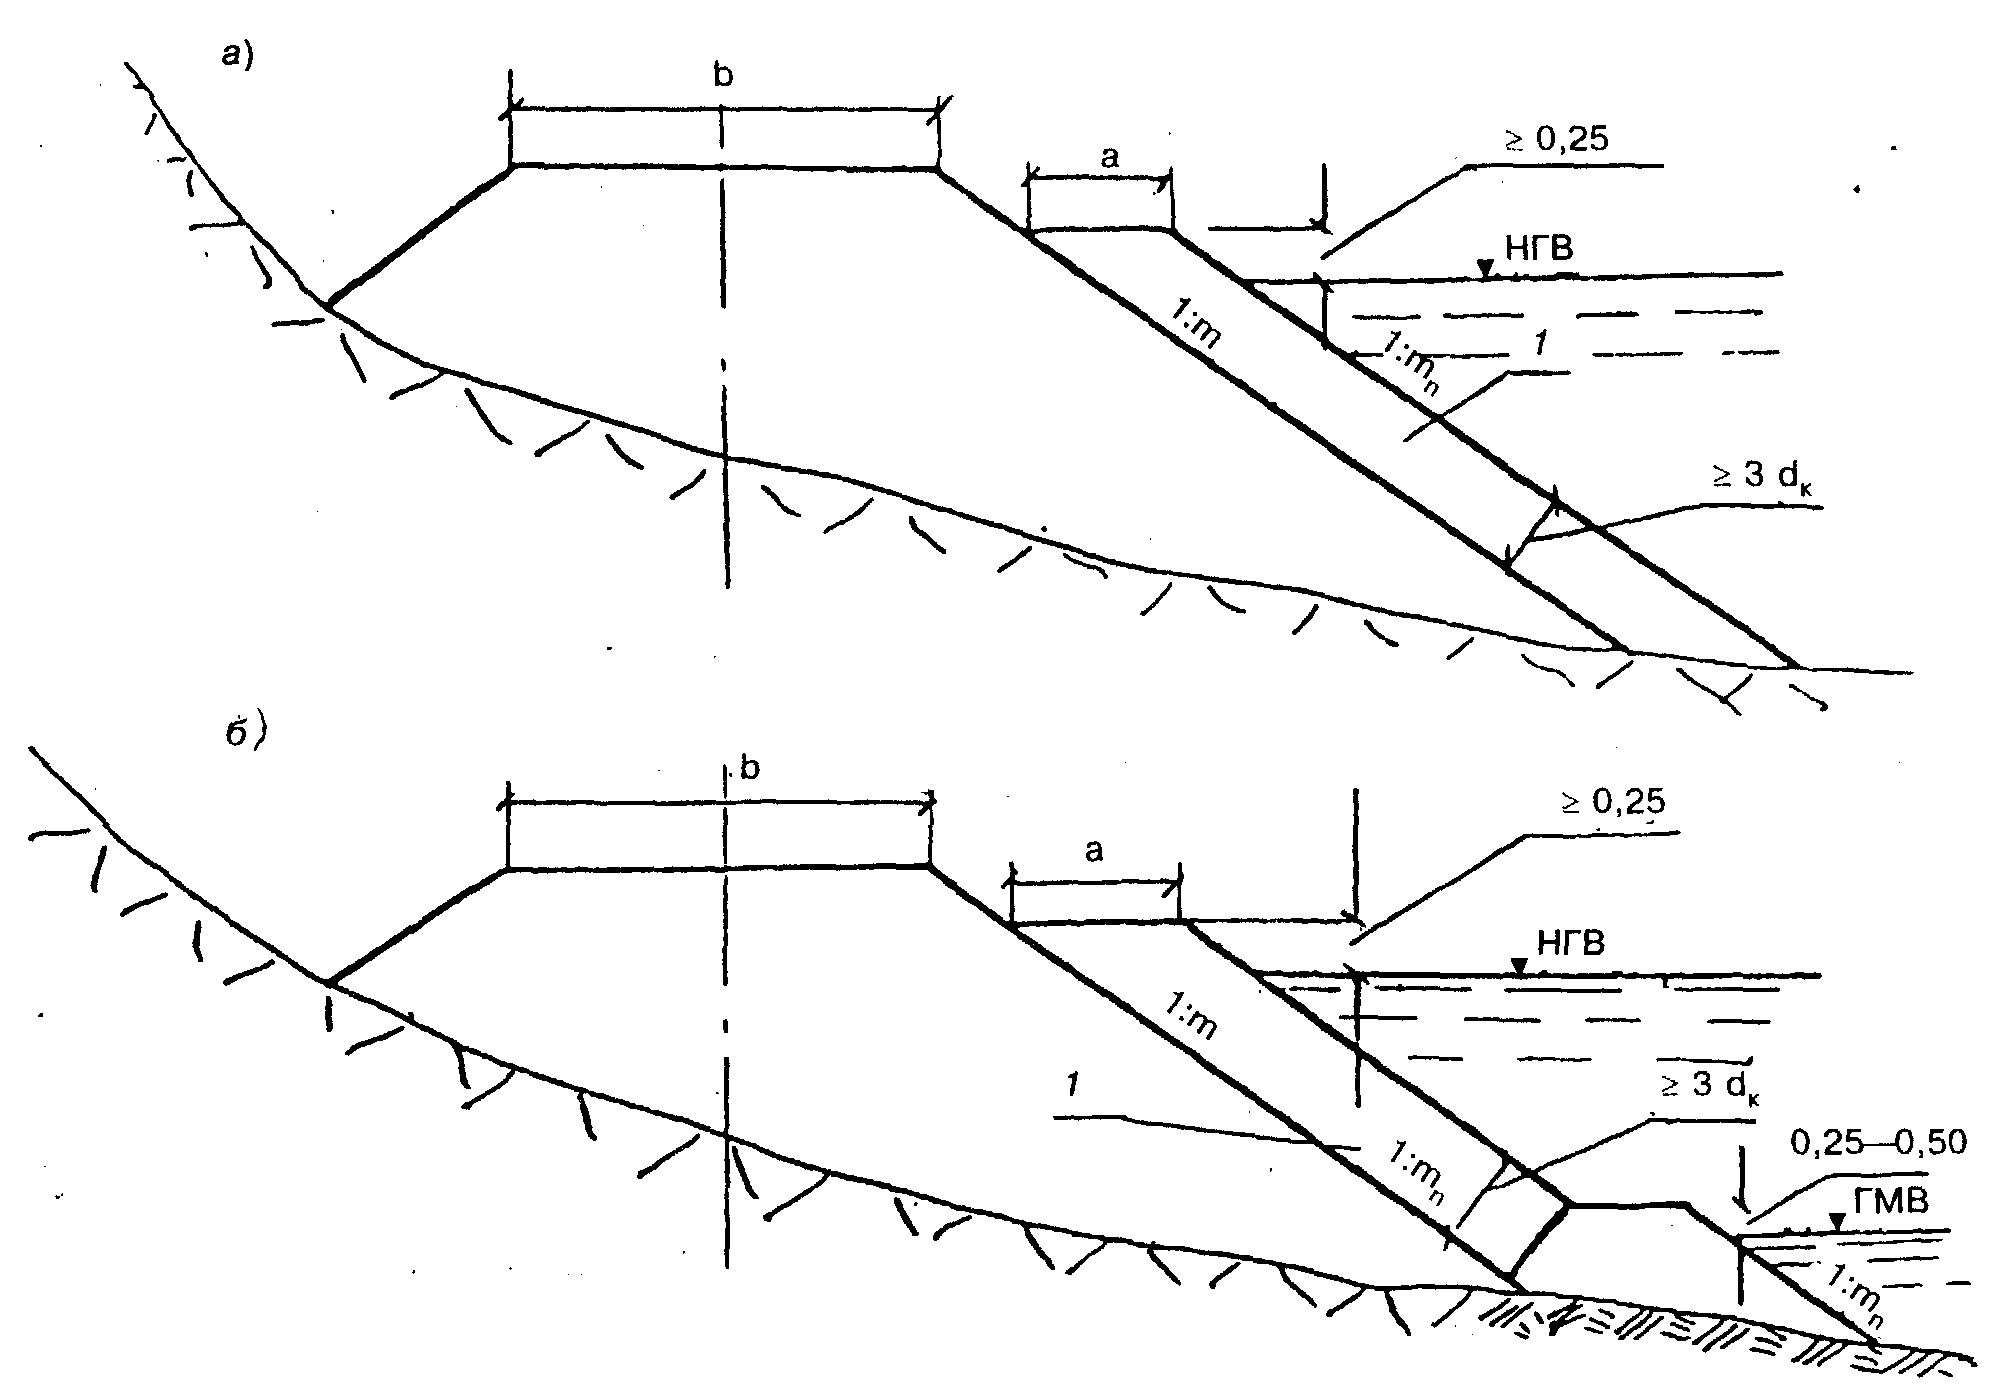 а)
b
a
≥ 0,25
НГВ
1:m
1:mп
1
≥ 3 dк
б)
b
a
≥ 0,25
НГВ
1:m
1
≥ 3 dк
1:mп
0,25—0,50
ГМВ
1:mп